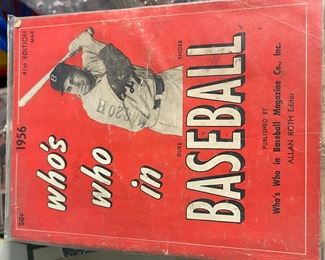 50¢
1956
41st EDITION
who's
who
in
DUKE
SNIDER
BASEBALL
PUBLISHED BY
Who's Who in Baseball Magazine Co., Inc.
ALLAN ROTH Editor